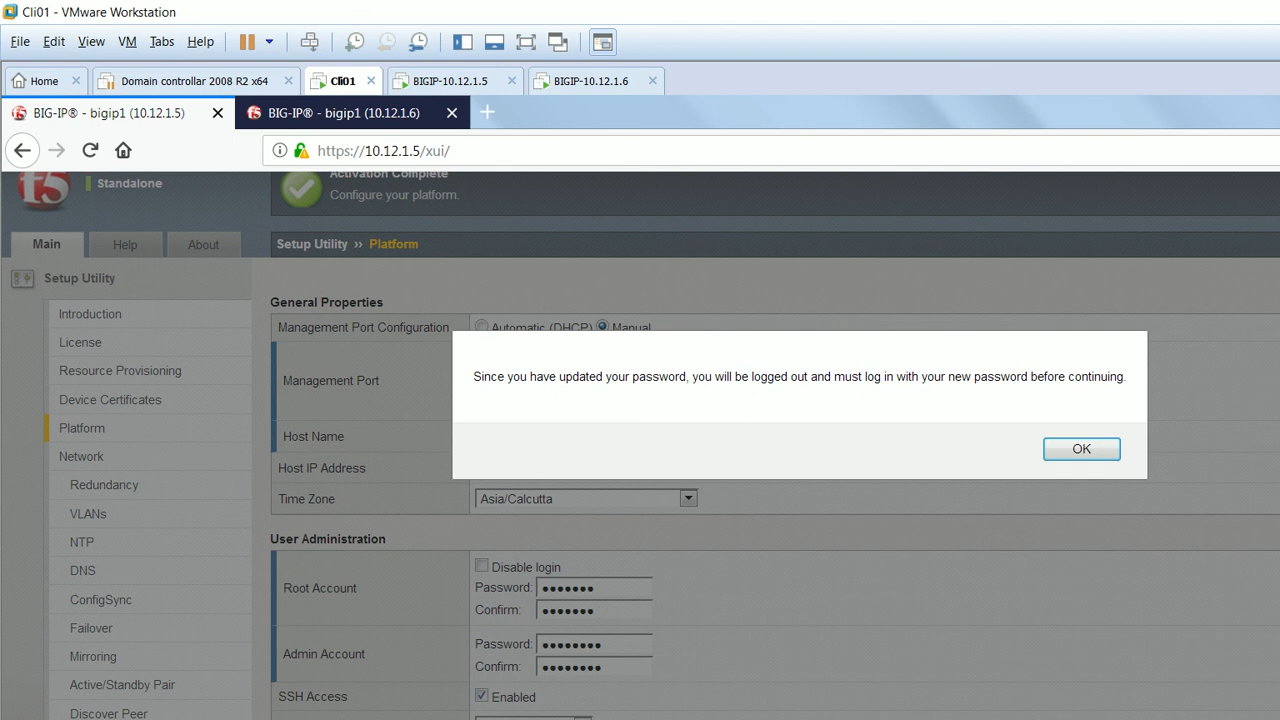 Cli01 - VMware Workstation
File Edit View VM Tabs Help
Home Domain controller 2008 R2 x64 Cli01 BIGIP-10.12.1.5 BIGIP-10.12.1.6
BIG-IP® - bigip1 (10.12.1.5) BIG-IP® - bigip1 (10.12.1.6)
https://10.12.1.5/xui/
f5 Standalone
Activation Complete
Configure your platform.
Main Help About
Setup Utility ›› Platform
Setup Utility
Introduction
License
Resource Provisioning
Device Certificates
Platform
Network
Redundancy
VLANs
NTP
DNS
ConfigSync
Failover
Mirroring
Active/Standby Pair
Discover Peer
General Properties
Management Port Configuration Automatic (DHCP) Manual
Management Port
Host Name
Host IP Address
Time Zone Asia/Calcutta
Since you have updated your password, you will be logged out and must log in with your new password before continuing.
OK
User Administration
Root Account
Disable login
Password: •••••••
Confirm: •••••••
Admin Account
Password: ••••••••
Confirm: ••••••••
SSH Access Enabled